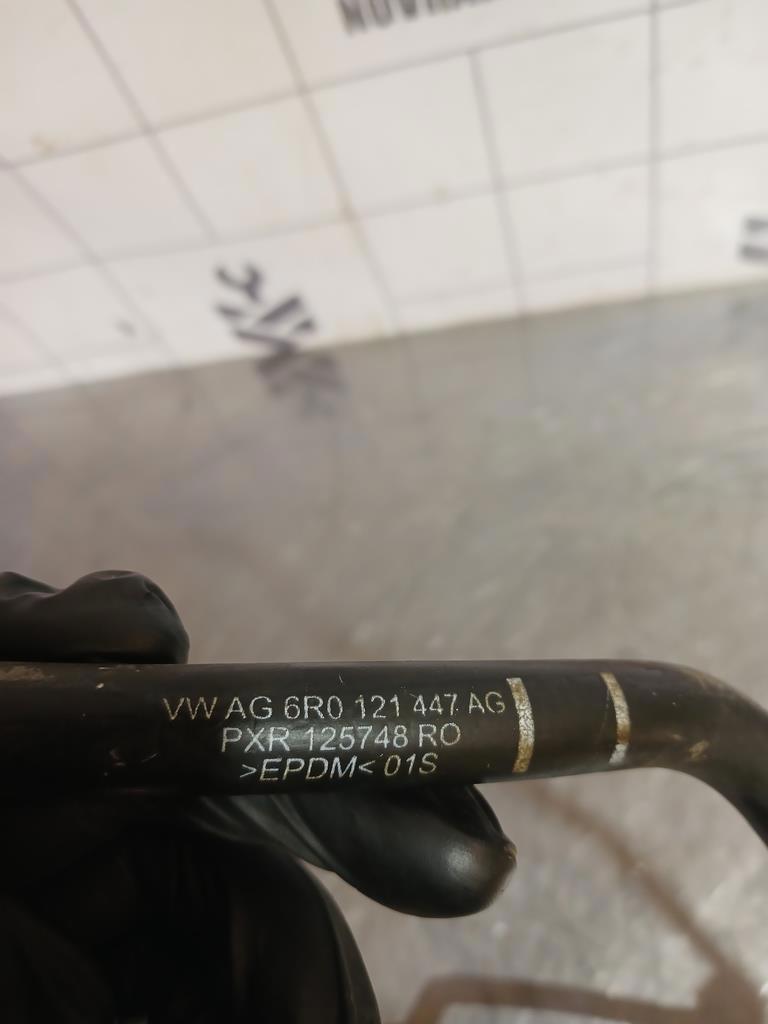 VW AG 6R0 121 447 AG
PXR 125748 RO
>EPDM< 01S